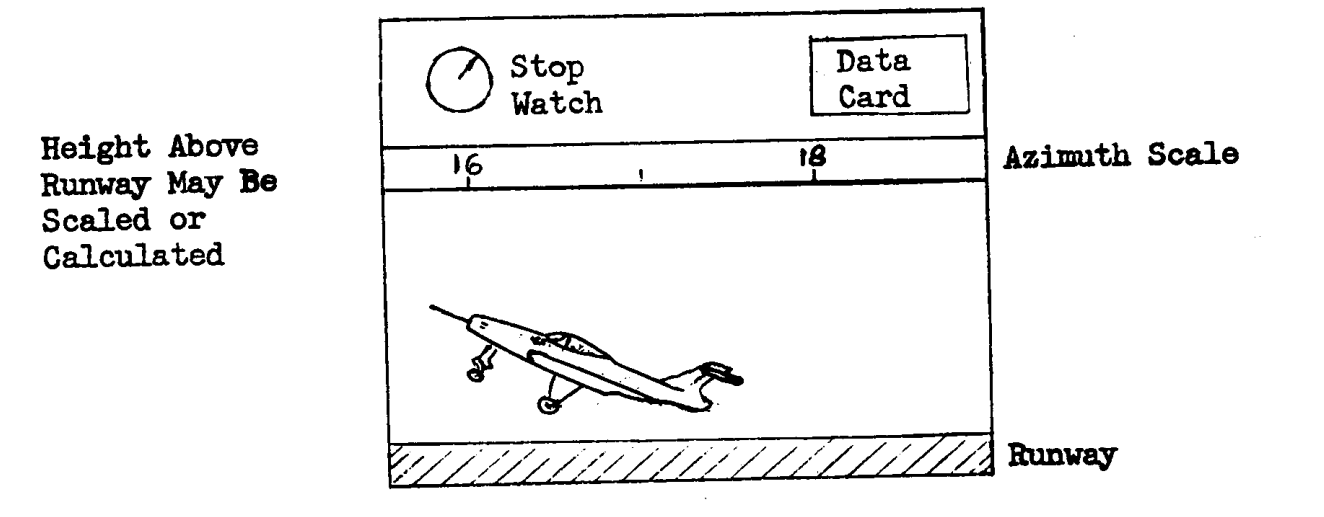 Stop
Watch
Data
Card
Height Above
Runway May Be
Scaled or
Calculated
16
18
Azimuth Scale
Runway